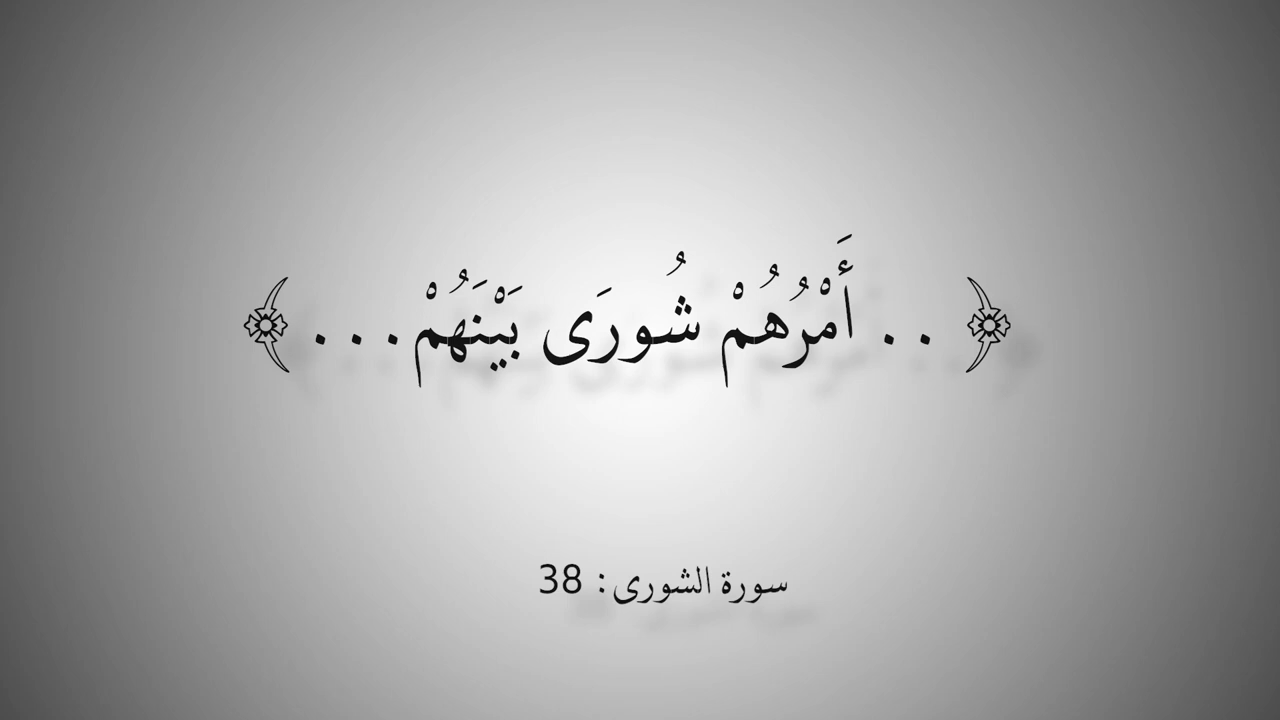 ﴿ .. أَمْرُهُمْ شُورَى بَيْنَهُمْ... ﴾
سورة الشورى: 38